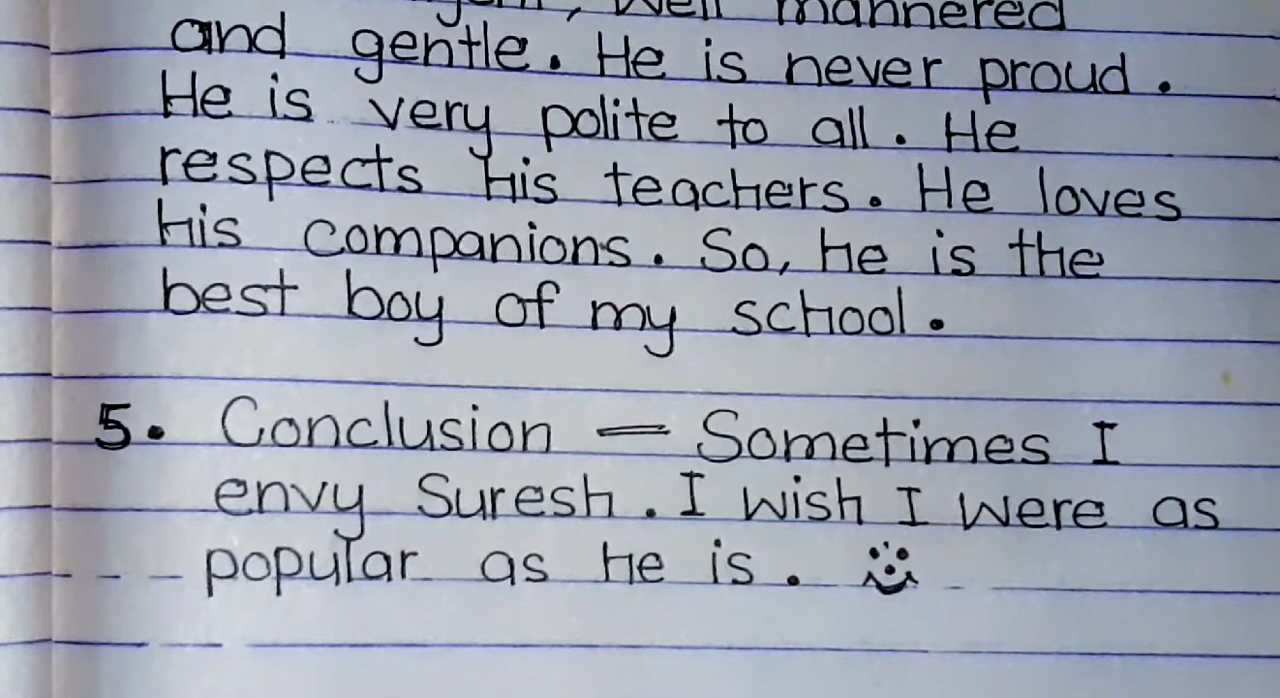 well mannered
and gentle. He is never proud.
He is very polite to all. He
respects his teachers. He loves
his companions. So, he is the
best boy of my school.
5. Conclusion — Sometimes I
envy Suresh. I wish I were as
popular as he is.